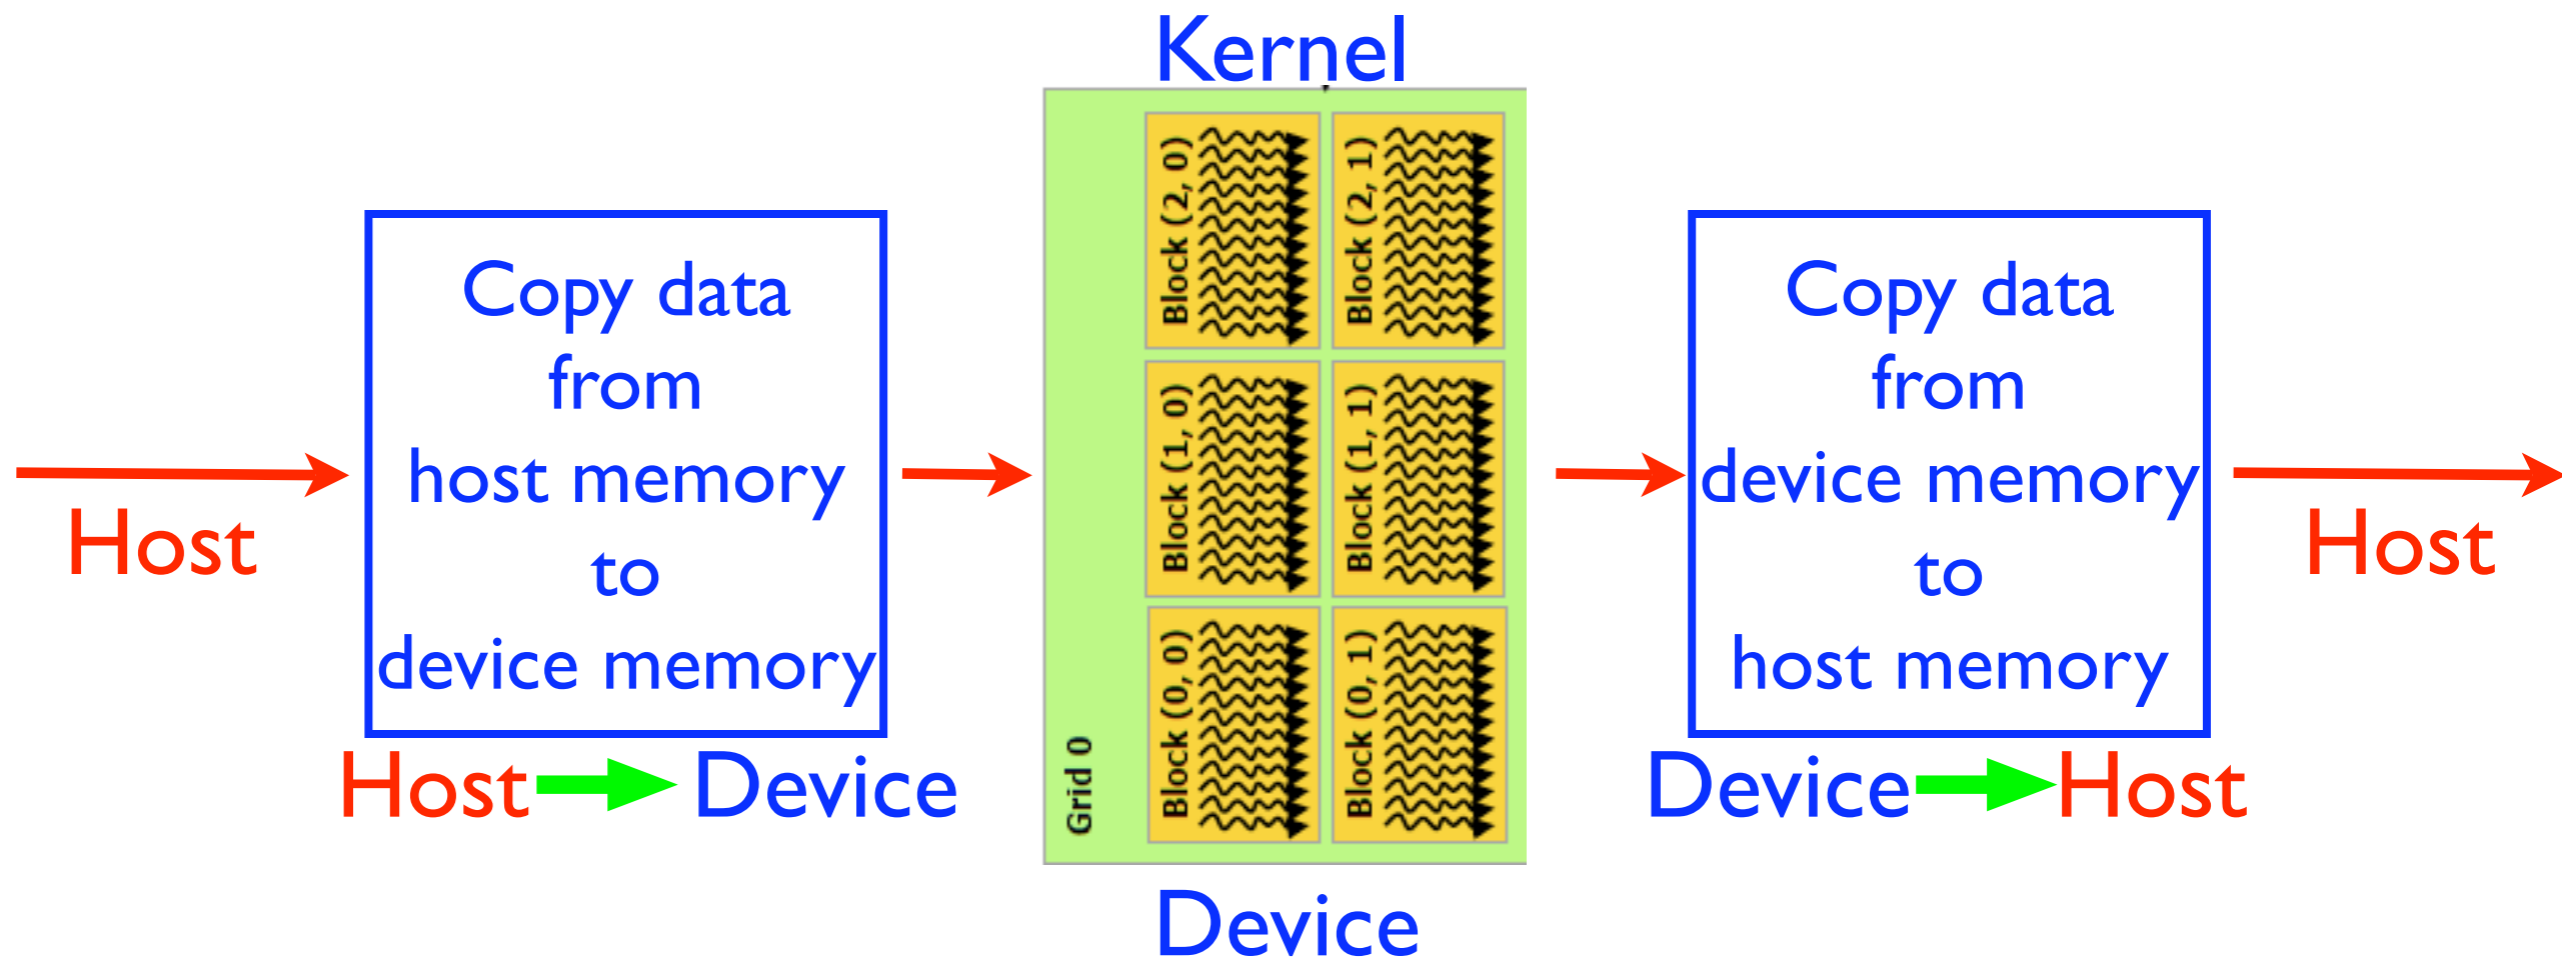 Kernel
Host
Copy data
from
host memory
to
device memory
Host Device
Grid 0
Block (2, 0)
Block (2, 1)
Block (1, 0)
Block (1, 1)
Block (0, 0)
Block (0, 1)
Device
Copy data
from
device memory
to
host memory
Device Host
Host